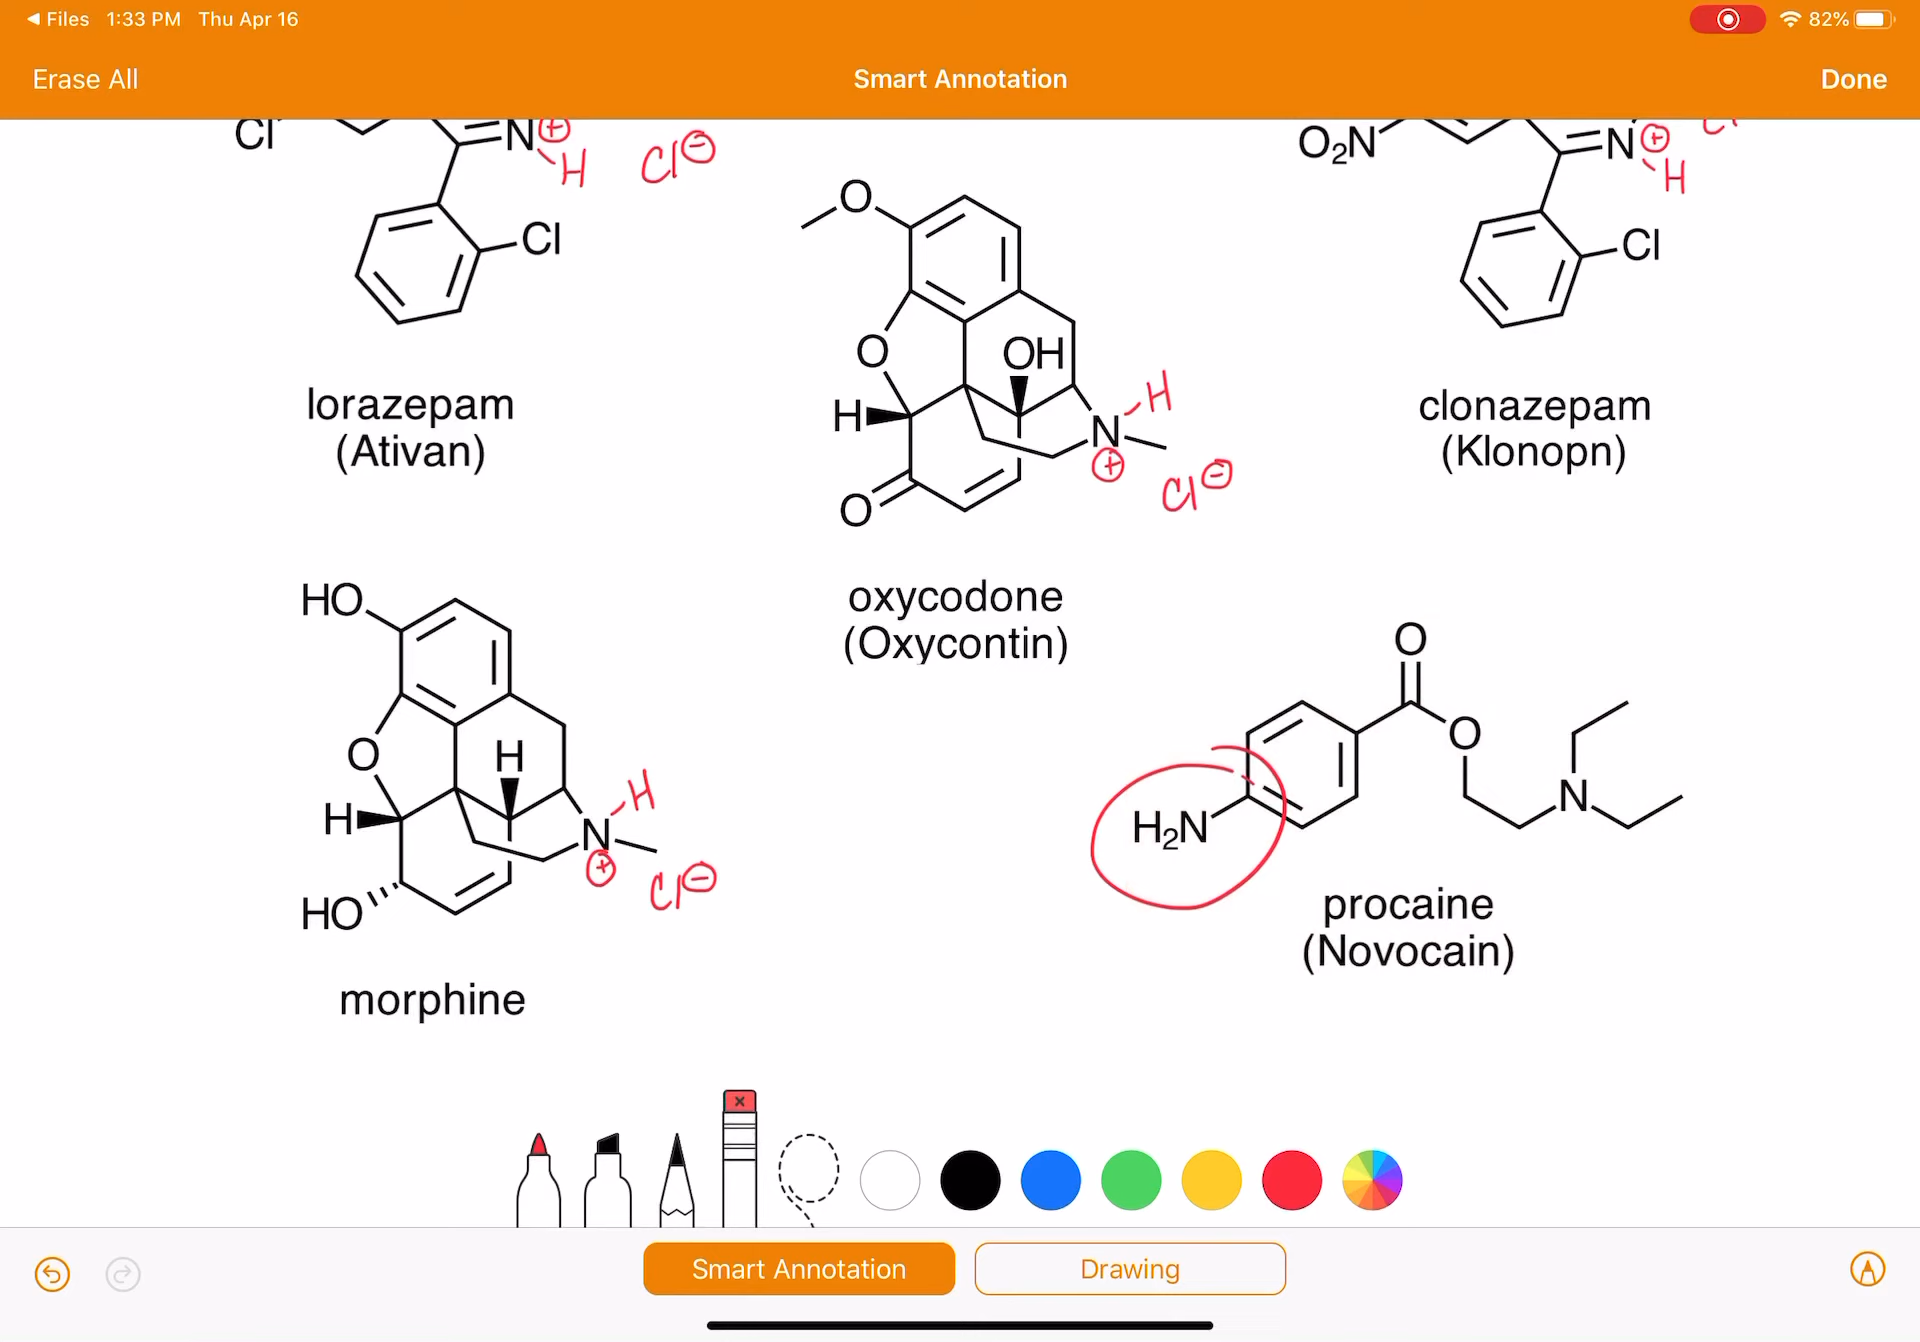 Files 1:33 PM Thu Apr 16
82%
Erase All
Smart Annotation
Done
Cl
N
⊕
H
Cl⊖
Cl
lorazepam
(Ativan)
O
O
OH
H
N
H
⊕
Cl⊖
O
oxycodone
(Oxycontin)
O₂N
N
⊕
H
Cl
clonazepam
(Klonopn)
HO
O
H
H
N
H
⊕
Cl⊖
HO
morphine
O
O
N
H₂N
procaine
(Novocain)
Smart Annotation
Drawing